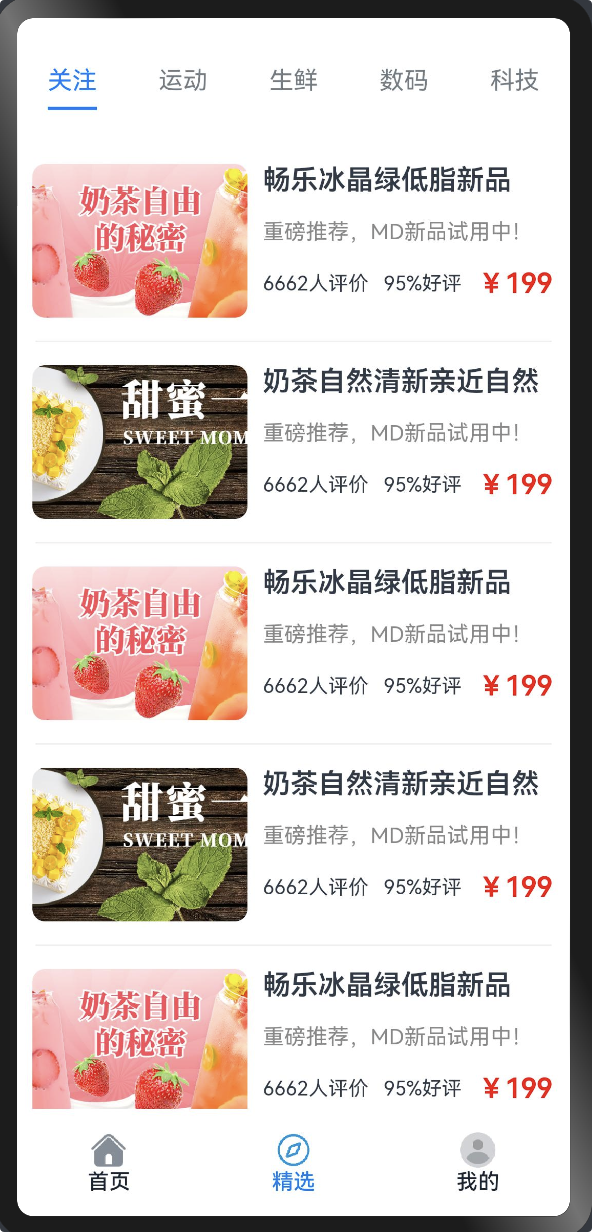 关注 运动 生鲜 数码 科技
奶茶自由
的秘密
畅乐冰晶绿低脂新品
重磅推荐，MD新品试用中！
6662人评价 95%好评 ¥ 199
甜蜜一
SWEET MOM
奶茶自然清新亲近自然
重磅推荐，MD新品试用中！
6662人评价 95%好评 ¥ 199
奶茶自由
的秘密
畅乐冰晶绿低脂新品
重磅推荐，MD新品试用中！
6662人评价 95%好评 ¥ 199
甜蜜一
SWEET MOM
奶茶自然清新亲近自然
重磅推荐，MD新品试用中！
6662人评价 95%好评 ¥ 199
奶茶自由
的秘密
畅乐冰晶绿低脂新品
重磅推荐，MD新品试用中！
6662人评价 95%好评 ¥ 199
首页 精选 我的